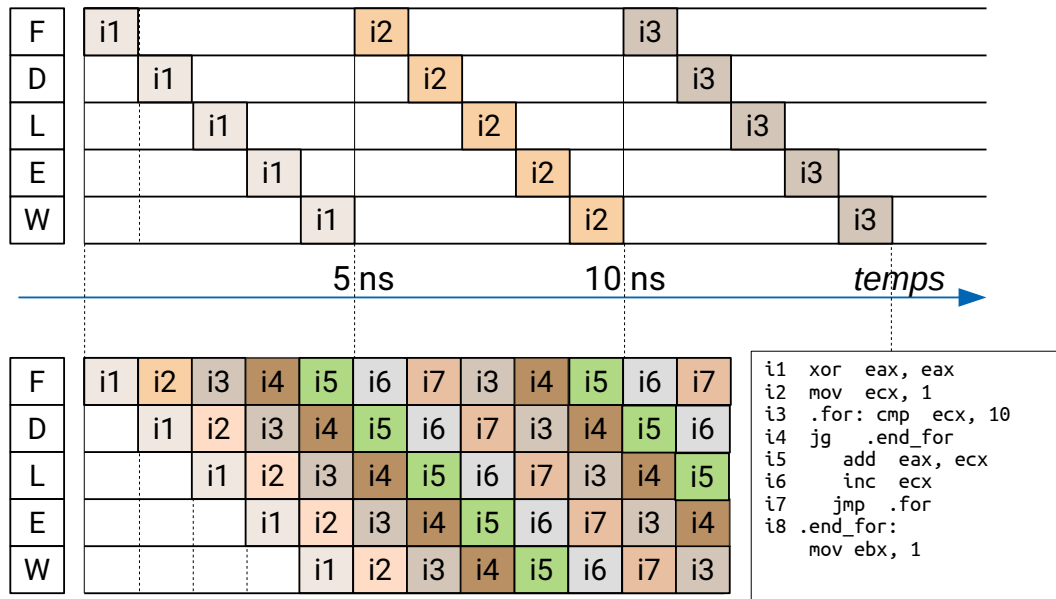 F i1 i2 i3
D i1 i2 i3
L i1 i2 i3
E i1 i2 i3
W i1 i2 i3
5 ns 10 ns temps
F i1 i2 i3 i4 i5 i6 i7 i3 i4 i5 i6 i7
D i1 i2 i3 i4 i5 i6 i7 i3 i4 i5 i6
L i1 i2 i3 i4 i5 i6 i7 i3 i4 i5
E i1 i2 i3 i4 i5 i6 i7 i3 i4
W i1 i2 i3 i4 i5 i6 i7 i3
i1 xor eax, eax
i2 mov ecx, 1
i3 .for: cmp ecx, 10
i4 jg .end_for
i5 add eax, ecx
i6 inc ecx
i7 jmp .for
i8 .end_for:
mov ebx, 1